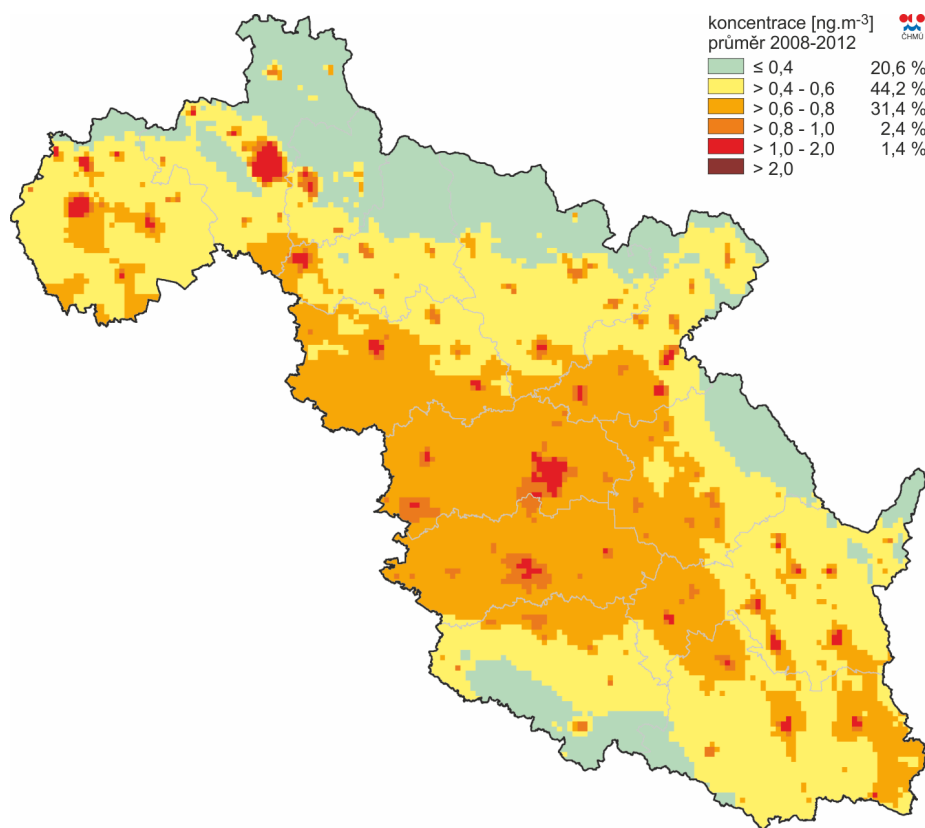 koncentrace [ng.m-3]
průměr 2008-2012
ČHMÚ
≤ 0,4 20,6 %
> 0,4 - 0,6 44,2 %
> 0,6 - 0,8 31,4 %
> 0,8 - 1,0 2,4 %
> 1,0 - 2,0 1,4 %
> 2,0